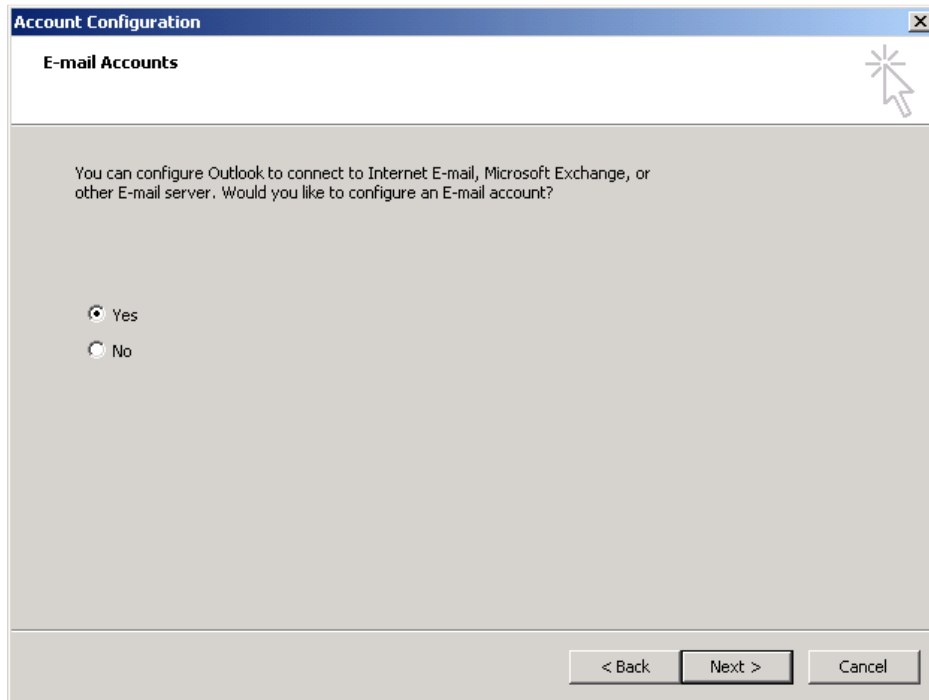 Account Configuration
E-mail Accounts
You can configure Outlook to connect to Internet E-mail, Microsoft Exchange, or
other E-mail server. Would you like to configure an E-mail account?
Yes
No
< Back Next > Cancel